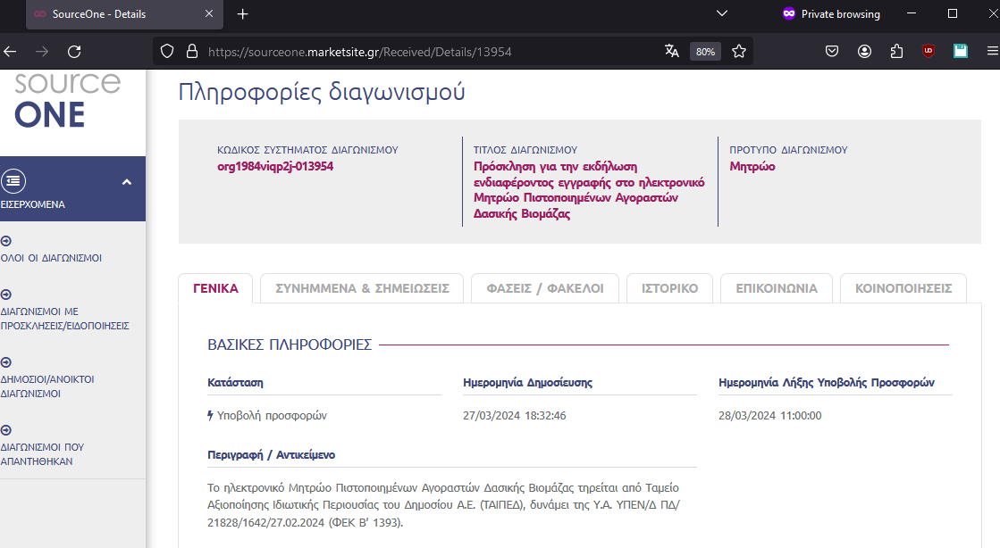 SourceOne - Details
Private browsing
https://sourceone.marketsite.gr/Received/Details/13954
80%
source
ONE
ΕΙΣΕΡΧΟΜΕΝΑ
ΟΛΟΙ ΟΙ ΔΙΑΓΩΝΙΣΜΟΙ
ΔΙΑΓΩΝΙΣΜΟΙ ΜΕ
ΠΡΟΣΚΛΗΣΕΙΣ/ΕΙΔΟΠΟΙΗΣΕΙΣ
ΔΗΜΟΣΙΟΙ/ΑΝΟΙΚΤΟΙ
ΔΙΑΓΩΝΙΣΜΟΙ
ΔΙΑΓΩΝΙΣΜΟΙ ΠΟΥ
ΑΠΑΝΤΗΘΗΚΑΝ
Πληροφορίες διαγωνισμού
ΚΩΔΙΚΟΣ ΣΥΣΤΗΜΑΤΟΣ ΔΙΑΓΩΝΙΣΜΟΥ
org1984viqp2j-013954
ΤΙΤΛΟΣ ΔΙΑΓΩΝΙΣΜΟΥ
Πρόσκληση για την εκδήλωση
ενδιαφέροντος εγγραφής στο ηλεκτρονικό
Μητρώο Πιστοποιημένων Αγοραστών
Δασικής Βιομάζας
ΠΡΟΤΥΠΟ ΔΙΑΓΩΝΙΣΜΟΥ
Μητρώο
ΓΕΝΙΚΑ
ΣΥΝΗΜΜΕΝΑ & ΣΗΜΕΙΩΣΕΙΣ
ΦΑΣΕΙΣ / ΦΑΚΕΛΟΙ
ΙΣΤΟΡΙΚΟ
ΕΠΙΚΟΙΝΩΝΙΑ
ΚΟΙΝΟΠΟΙΗΣΕΙΣ
ΒΑΣΙΚΕΣ ΠΛΗΡΟΦΟΡΙΕΣ
Κατάσταση
Υποβολή προσφορών
Ημερομηνία Δημοσίευσης
27/03/2024 18:32:46
Ημερομηνία Λήξης Υποβολής Προσφορών
28/03/2024 11:00:00
Περιγραφή / Αντικείμενο
Το ηλεκτρονικό Μητρώο Πιστοποιημένων Αγοραστών Δασικής Βιομάζας τηρείται από Ταμείο
Αξιοποίησης Ιδιωτικής Περιουσίας του Δημοσίου Α.Ε. (ΤΑΙΠΕΔ), δυνάμει της Υ.Α. ΥΠΕΝ/Δ ΠΔ/
21828/1642/27.02.2024 (ΦΕΚ Β’ 1393).